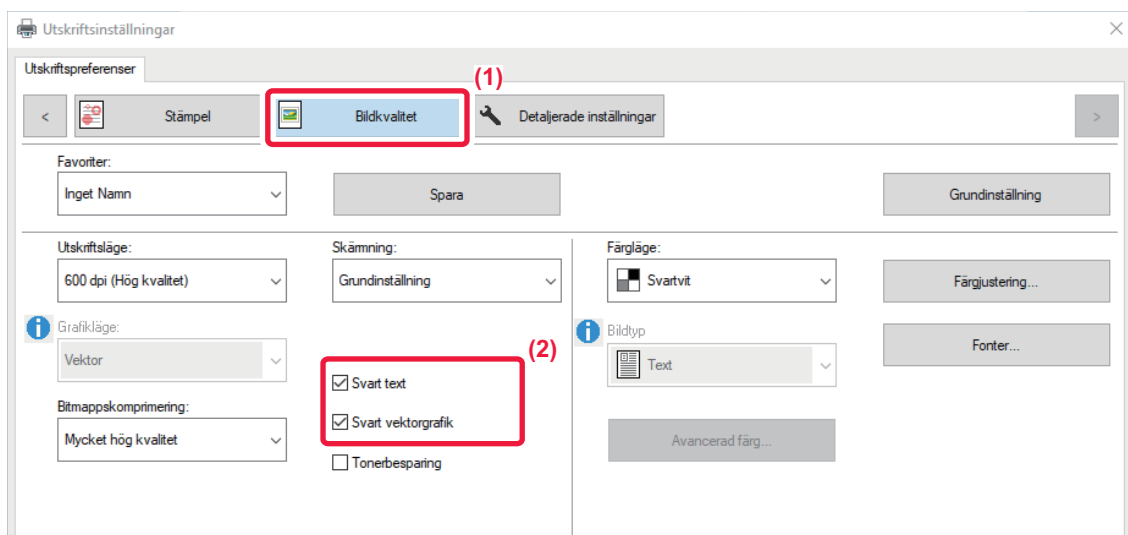 Utskriftsinställningar
Utskriftspreferenser
(1)
< Stämpel Bildkvalitet Detaljerade inställningar >
Favoriter:
Inget Namn Spara Grundinställning
Utskriftsläge: Skärmning: Färgläge:
600 dpi (Hög kvalitet) Grundinställning Svartvit Färgjustering...
Grafikläge: Bildtyp
(2)
Vektor Text Fonter...
Svart text
Bitmappskomprimering:
Svart vektorgrafik
Mycket hög kvalitet Avancerad färg...
Tonerbesparing